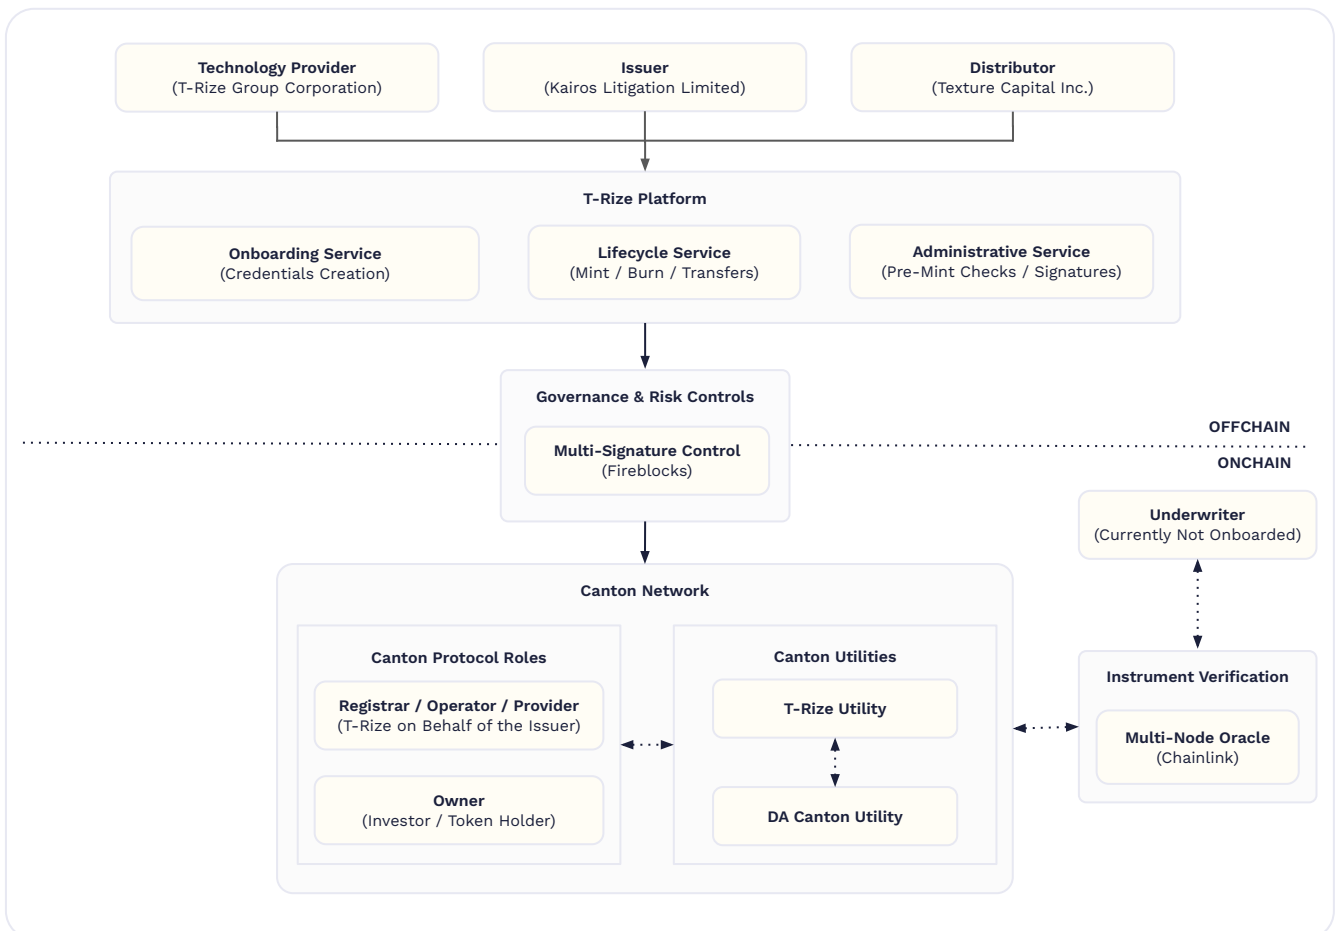 Technology Provider
(T-Rize Group Corporation)
Issuer
(Kairos Litigation Limited)
Distributor
(Texture Capital Inc.)
T-Rize Platform
Onboarding Service
(Credentials Creation)
Lifecycle Service
(Mint / Burn / Transfers)
Administrative Service
(Pre-Mint Checks / Signatures)
Governance & Risk Controls
Multi-Signature Control
(Fireblocks)
OFFCHAIN
ONCHAIN
Underwriter
(Currently Not Onboarded)
Canton Network
Canton Protocol Roles
Registrar / Operator / Provider
(T-Rize on Behalf of the Issuer)
Owner
(Investor / Token Holder)
Canton Utilities
T-Rize Utility
DA Canton Utility
Instrument Verification
Multi-Node Oracle
(Chainlink)